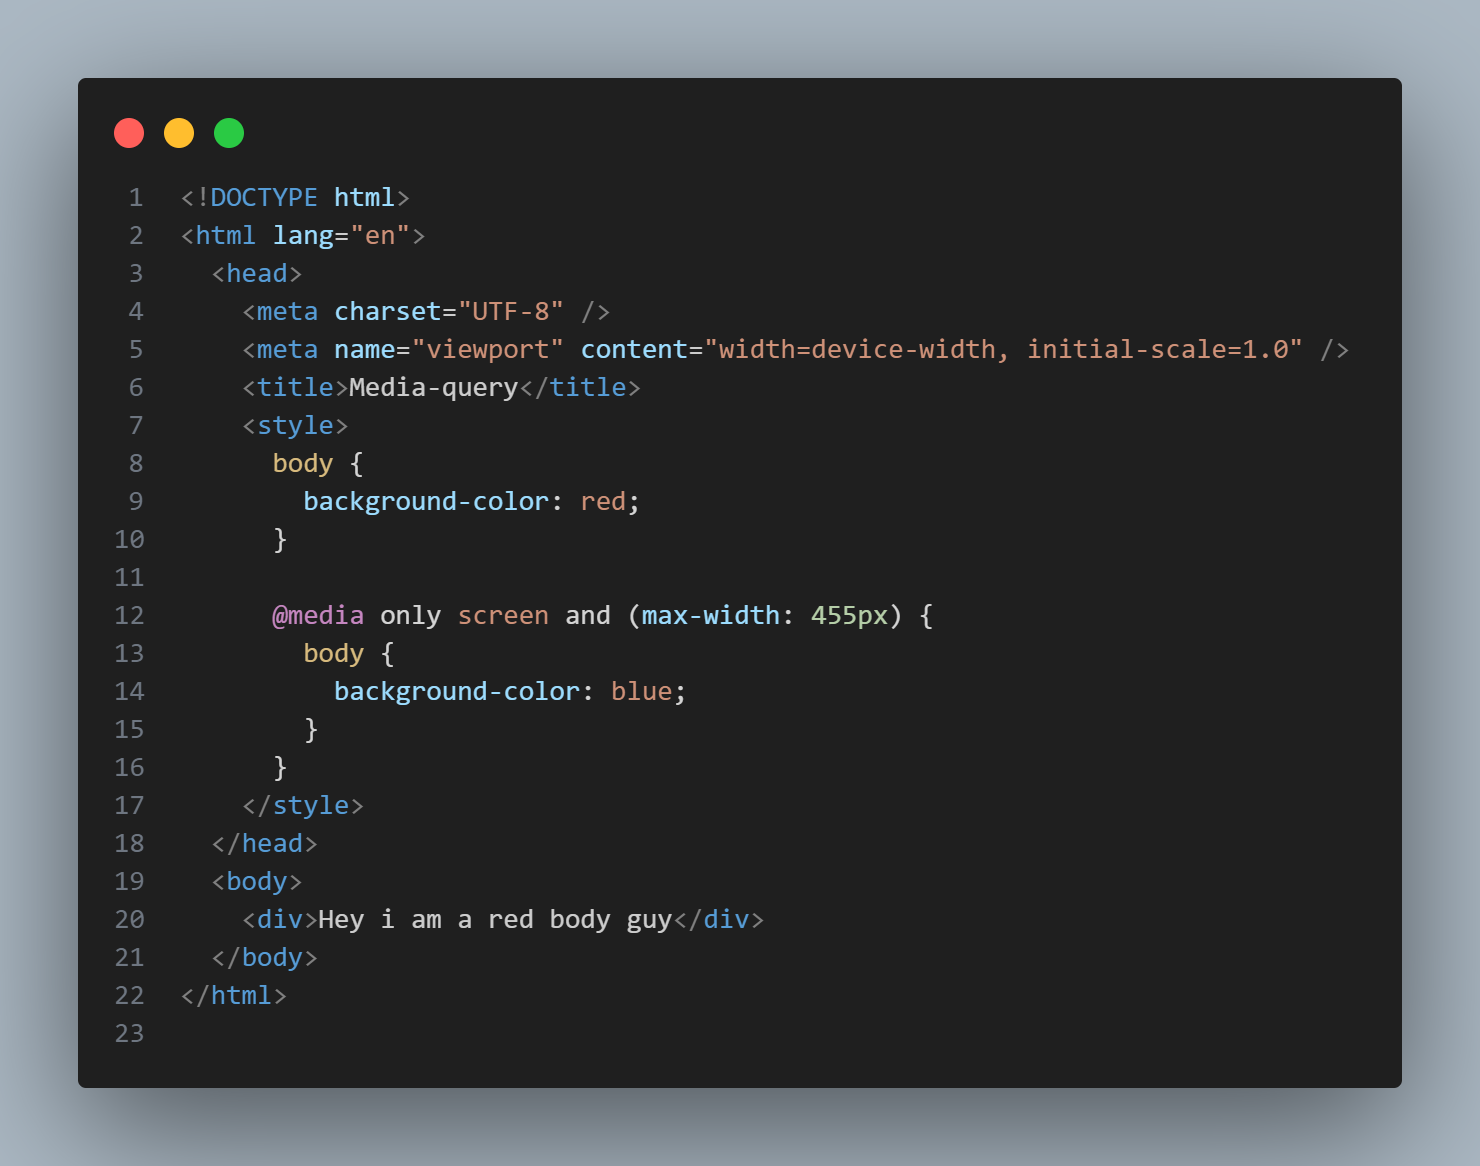 1 <!DOCTYPE html>
2 <html lang="en">
3   <head>
4     <meta charset="UTF-8" />
5     <meta name="viewport" content="width=device-width, initial-scale=1.0" />
6     <title>Media-query</title>
7     <style>
8       body {
9         background-color: red;
10       }
11
12       @media only screen and (max-width: 455px) {
13         body {
14           background-color: blue;
15         }
16       }
17     </style>
18   </head>
19   <body>
20     <div>Hey i am a red body guy</div>
21   </body>
22 </html>
23